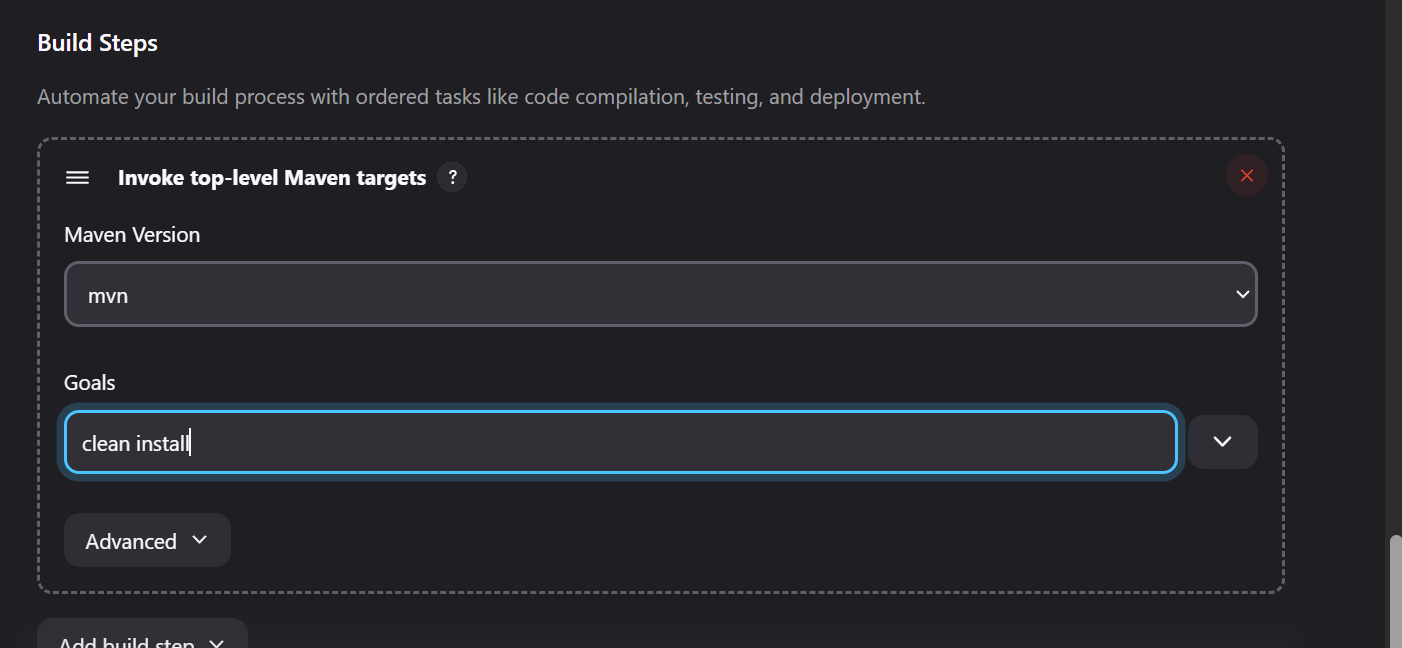 Build Steps
Automate your build process with ordered tasks like code compilation, testing, and deployment.
Invoke top-level Maven targets ?
Maven Version
mvn
Goals
clean install
Advanced
Add build step